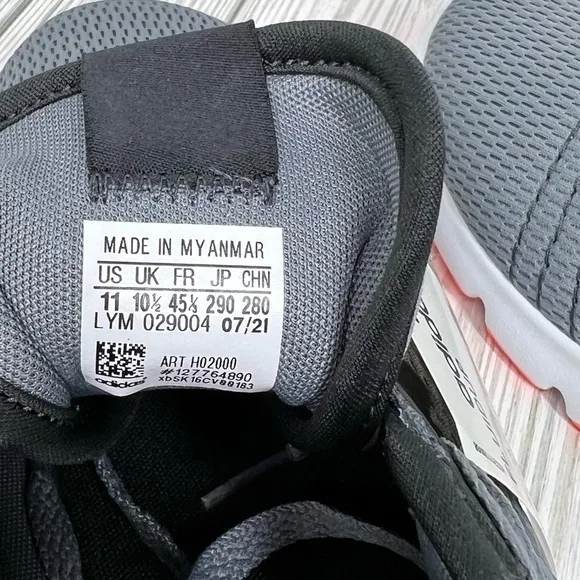 MADE IN MYANMAR
US UK FR JP CHN
11 10½ 45⅓ 290 280
LYM 029004 07/21
ART H02000
#127764890
xbSK16CV00183
adidas